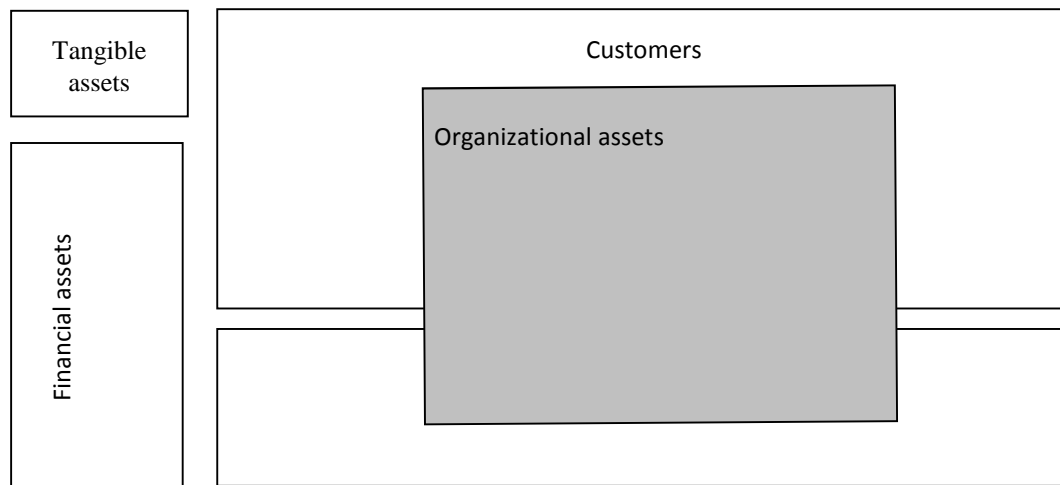 Tangible
assets
Customers
Organizational assets
Financial assets